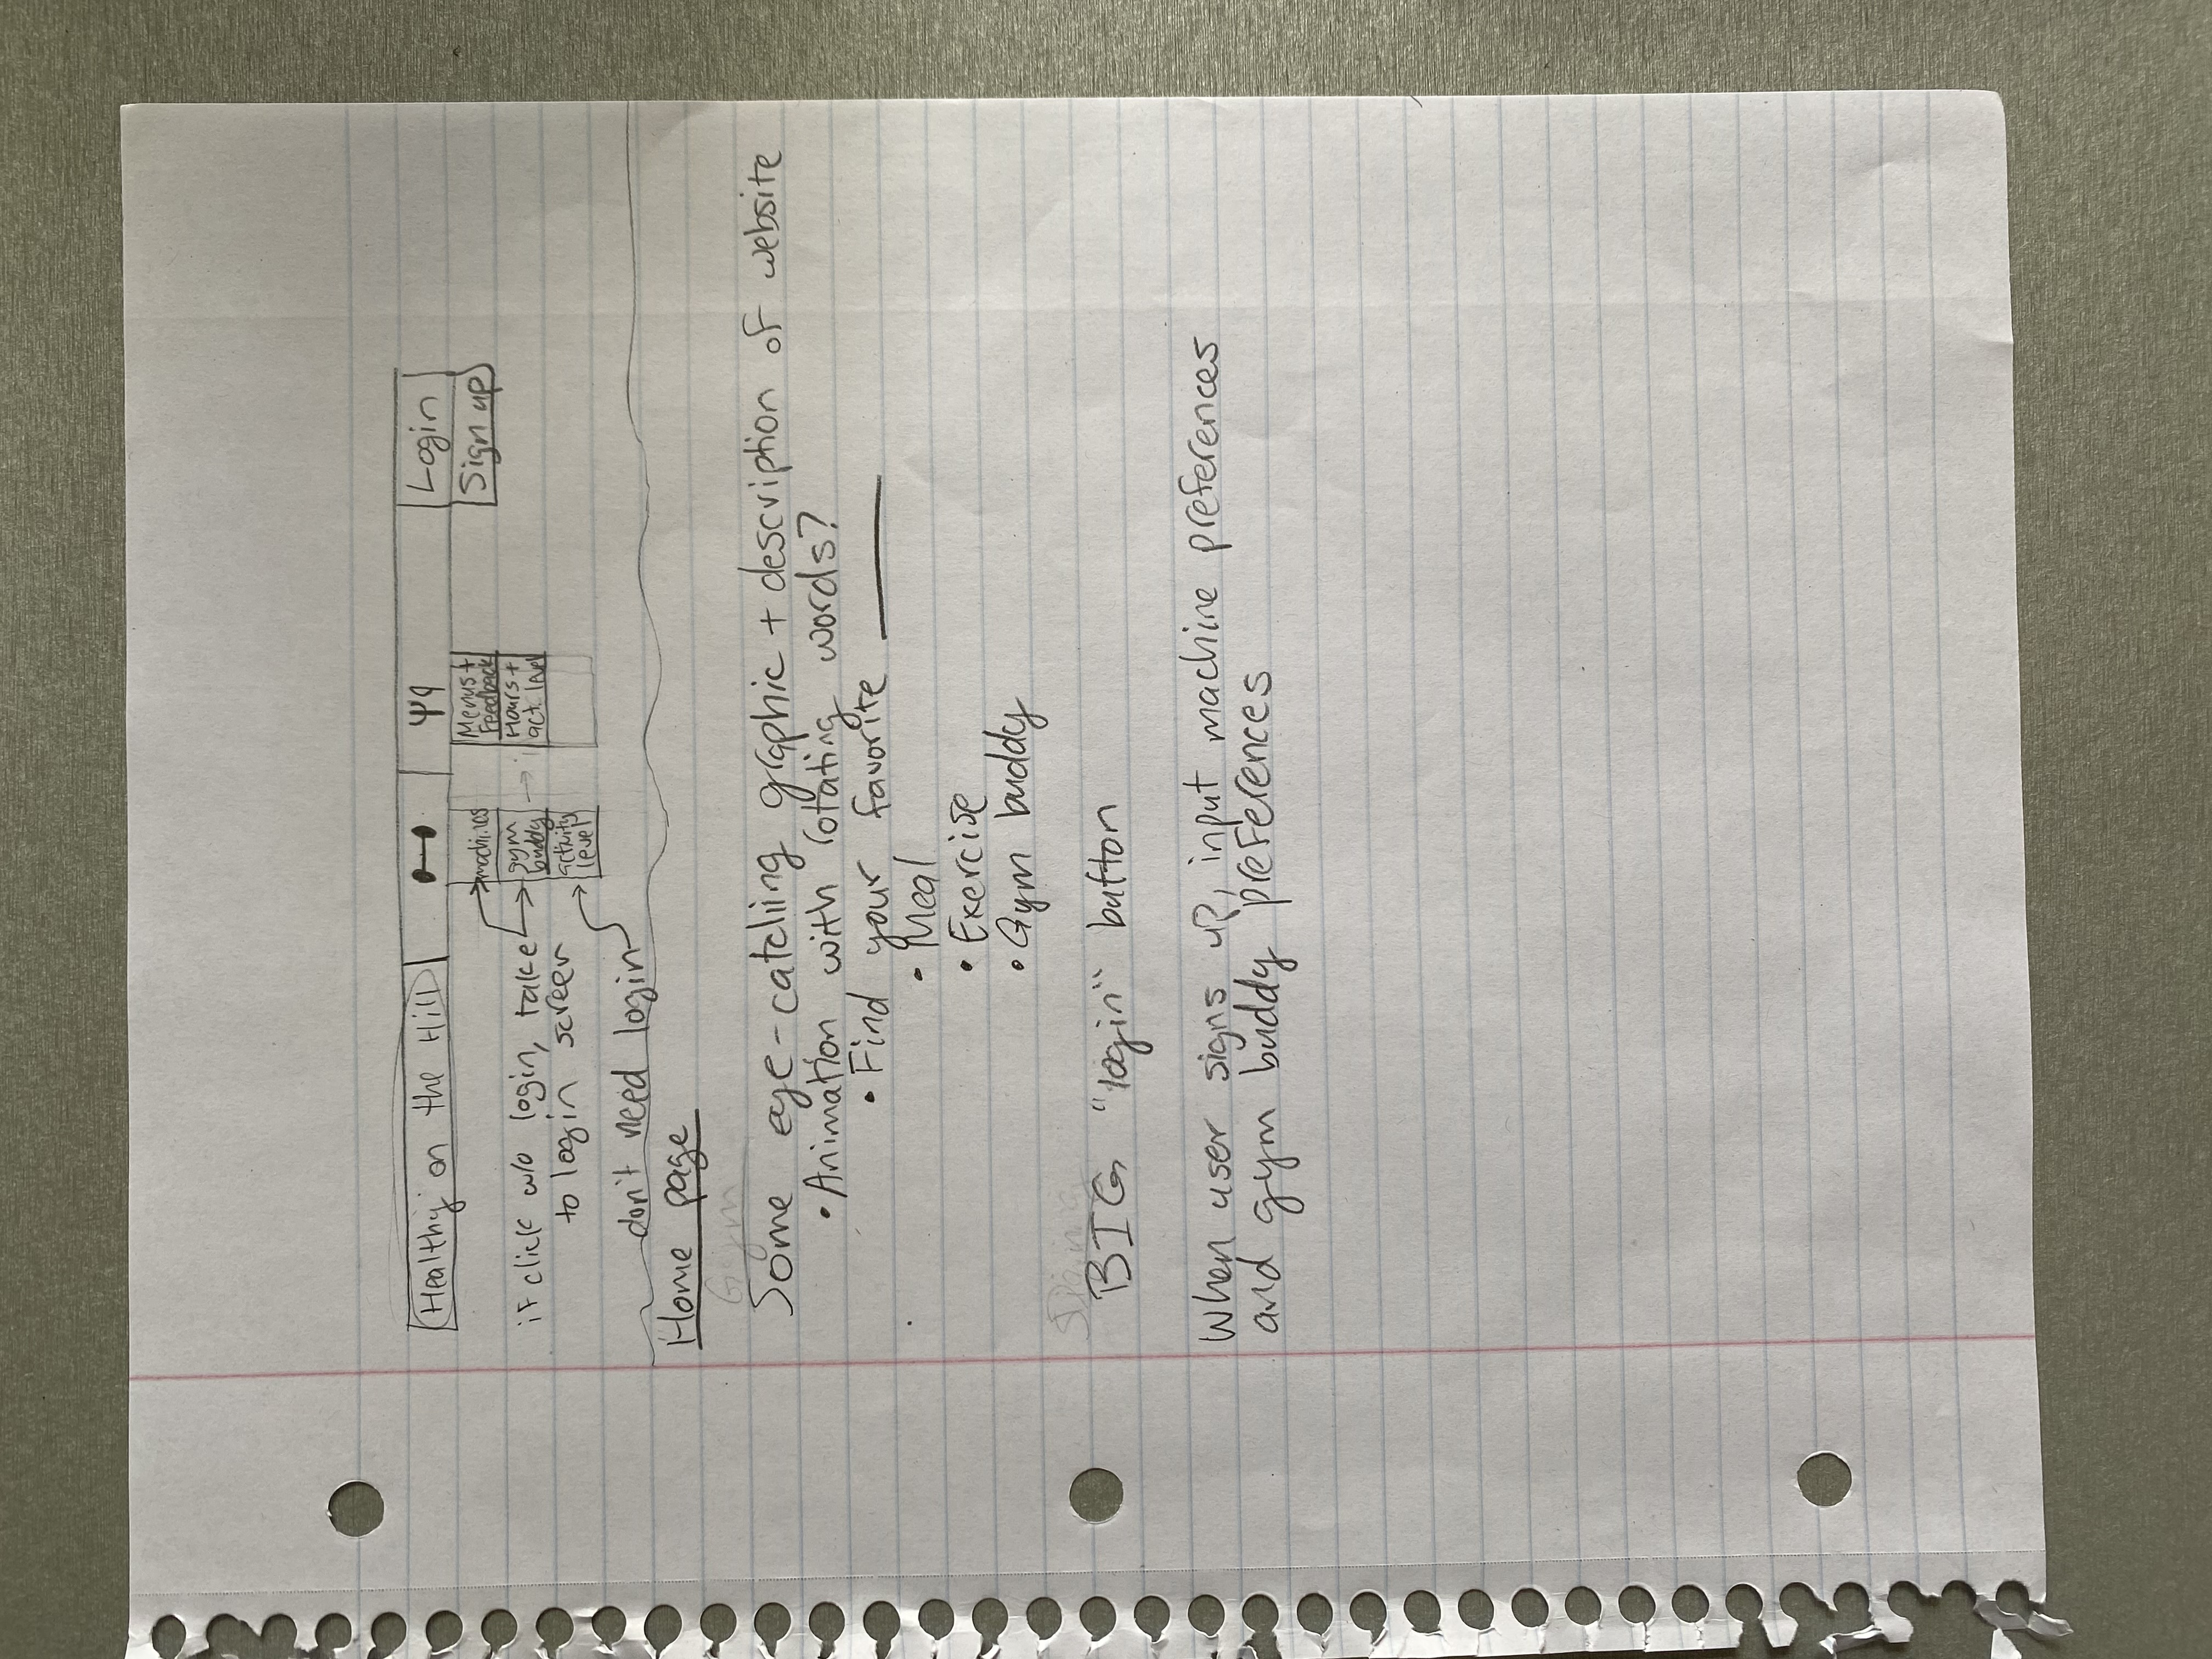 Healthy on the Hill
Login
Sign up
machines
gym
buddy
activity
level
Menus +
Feedback
Hours +
act. level
if click w/o login, take
to login screen
don't need login
Home page
Gym
Some eye-catching graphic + description of website
• Animation with rotating words?
• Find your favorite ______
• Meal
• Exercise
• Gym buddy
Dining
BIG "login" button
When user signs up, input machine preferences
and gym buddy preferences